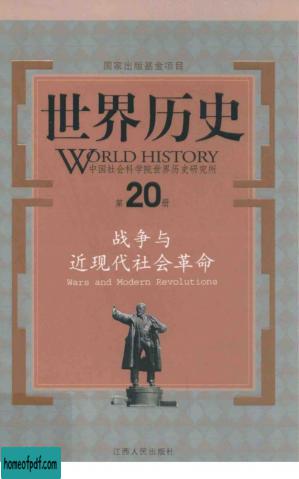 国家出版基金项目
世界历史
WORLD HISTORY
中国社会科学院世界历史研究所
第20册
战争与
近现代社会革命
Wars and Modern Revolutions
江西人民出版社
homeofpdf.com